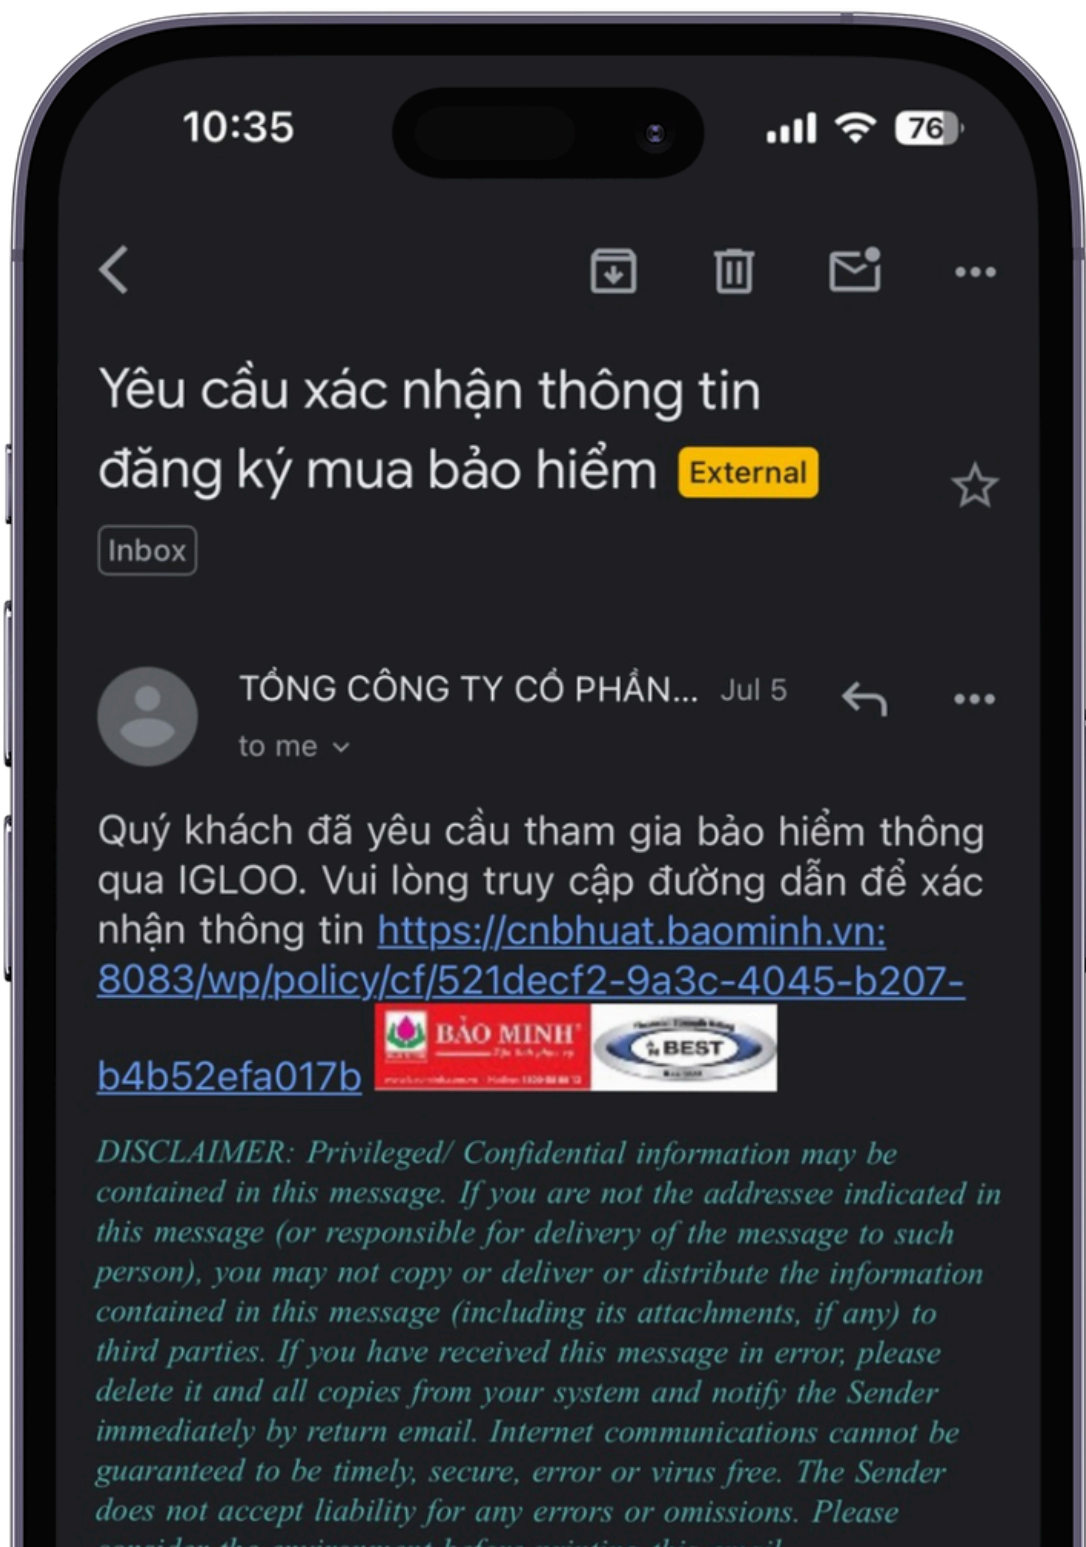 10:35
76
Yêu cầu xác nhận thông tin
đăng ký mua bảo hiểm External
Inbox
TỔNG CÔNG TY CỔ PHẦN... Jul 5
to me
Quý khách đã yêu cầu tham gia bảo hiểm thông
qua IGLOO. Vui lòng truy cập đường dẫn để xác
nhận thông tin https://cnbhuat.baominh.vn:
8083/wp/policy/cf/521decf2-9a3c-4045-b207-
b4b52efa017b
BẢO MINH
BEST
DISCLAIMER: Privileged/ Confidential information may be
contained in this message. If you are not the addressee indicated in
this message (or responsible for delivery of the message to such
person), you may not copy or deliver or distribute the information
contained in this message (including its attachments, if any) to
third parties. If you have received this message in error, please
delete it and all copies from your system and notify the Sender
immediately by return email. Internet communications cannot be
guaranteed to be timely, secure, error or virus free. The Sender
does not accept liability for any errors or omissions. Please